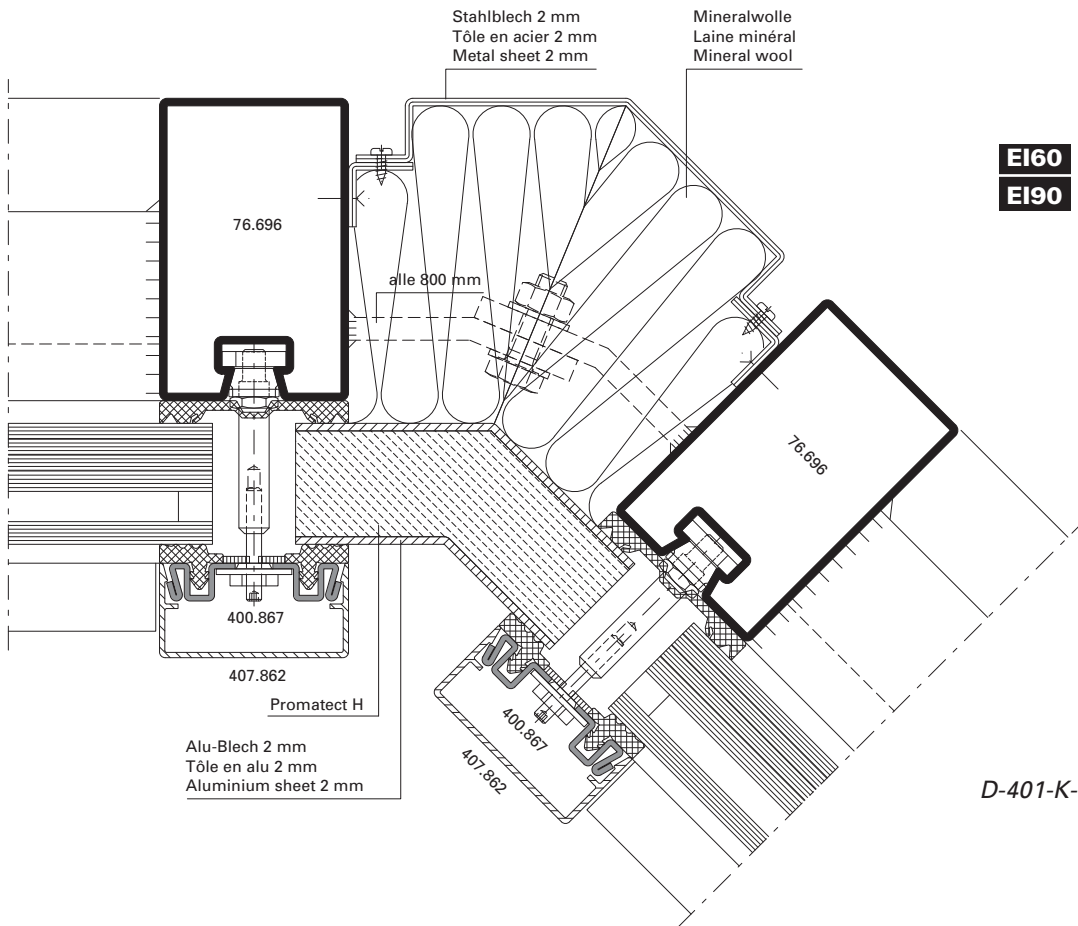 Stahlblech 2 mm
Tôle en acier 2 mm
Metal sheet 2 mm
Mineralwolle
Laine minéral
Mineral wool
EI60
EI90
76.696
alle 800 mm
76.696
400.867
407.862
Promatect H
400.867
407.862
Alu-Blech 2 mm
Tôle en alu 2 mm
Aluminium sheet 2 mm
D-401-K-